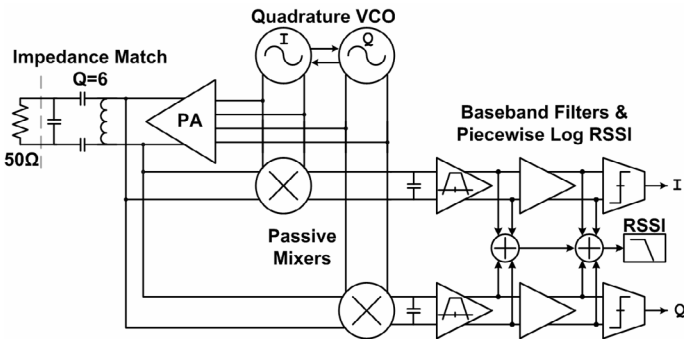 Quadrature VCO
Impedance Match
Q=6
I
Q
PA
50Ω
Baseband Filters &
Piecewise Log RSSI
I
Passive
Mixers
RSSI
Q